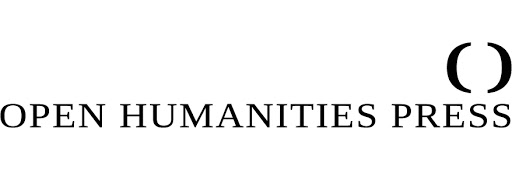 ()
OPEN HUMANITIES PRESS